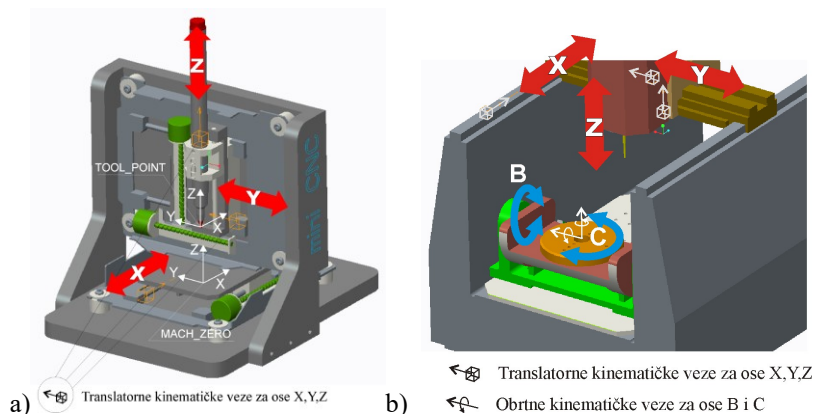 Z
TOOL_POINT
mini CNC
Y
Z
Y
X
X
Z
Y
X
MACH_ZERO
a) Translatorne kinematičke veze za ose X,Y,Z
X
Y
Z
B
C
b) Translatorne kinematičke veze za ose X,Y,Z
Obrtne kinematičke veze za ose B i C